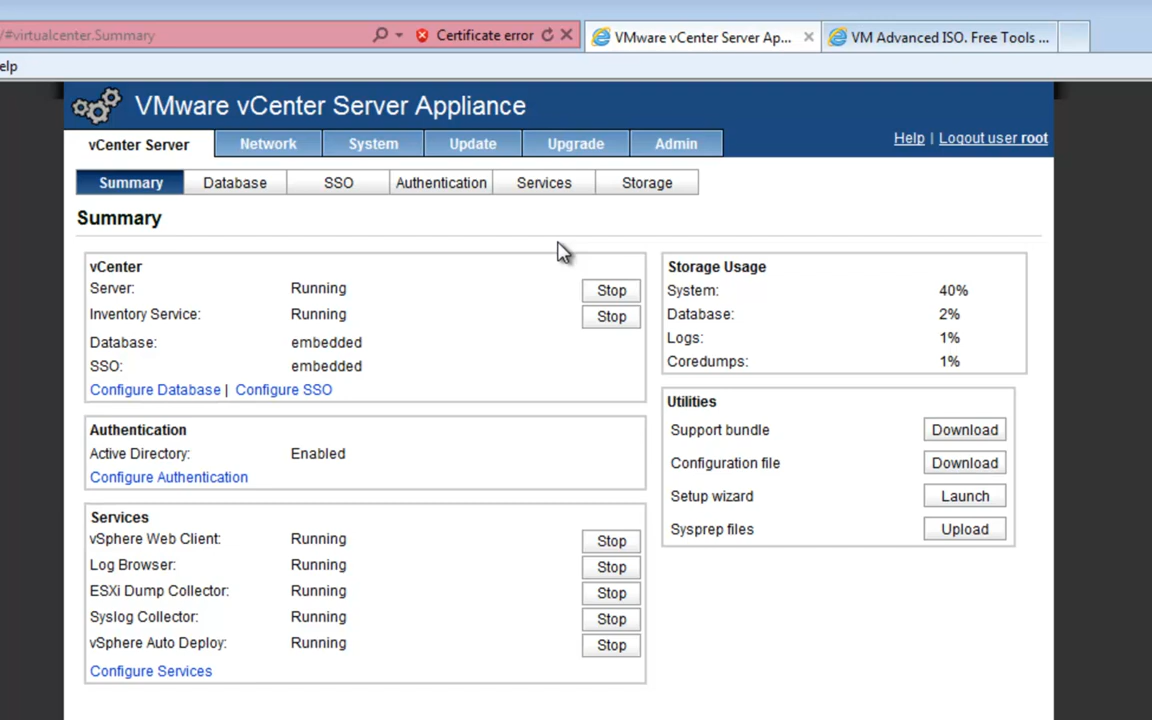 /#virtualcenter.Summary
Certificate error
VMware vCenter Server Ap...
VM Advanced ISO. Free Tools ...
elp
VMware vCenter Server Appliance
vCenter Server
Network
System
Update
Upgrade
Admin
Help | Logout user root
Summary
Database
SSO
Authentication
Services
Storage
Summary
vCenter
Server: Running Stop
Inventory Service: Running Stop
Database: embedded
SSO: embedded
Configure Database | Configure SSO
Authentication
Active Directory: Enabled
Configure Authentication
Services
vSphere Web Client: Running Stop
Log Browser: Running Stop
ESXi Dump Collector: Running Stop
Syslog Collector: Running Stop
vSphere Auto Deploy: Running Stop
Configure Services
Storage Usage
System: 40%
Database: 2%
Logs: 1%
Coredumps: 1%
Utilities
Support bundle Download
Configuration file Download
Setup wizard Launch
Sysprep files Upload